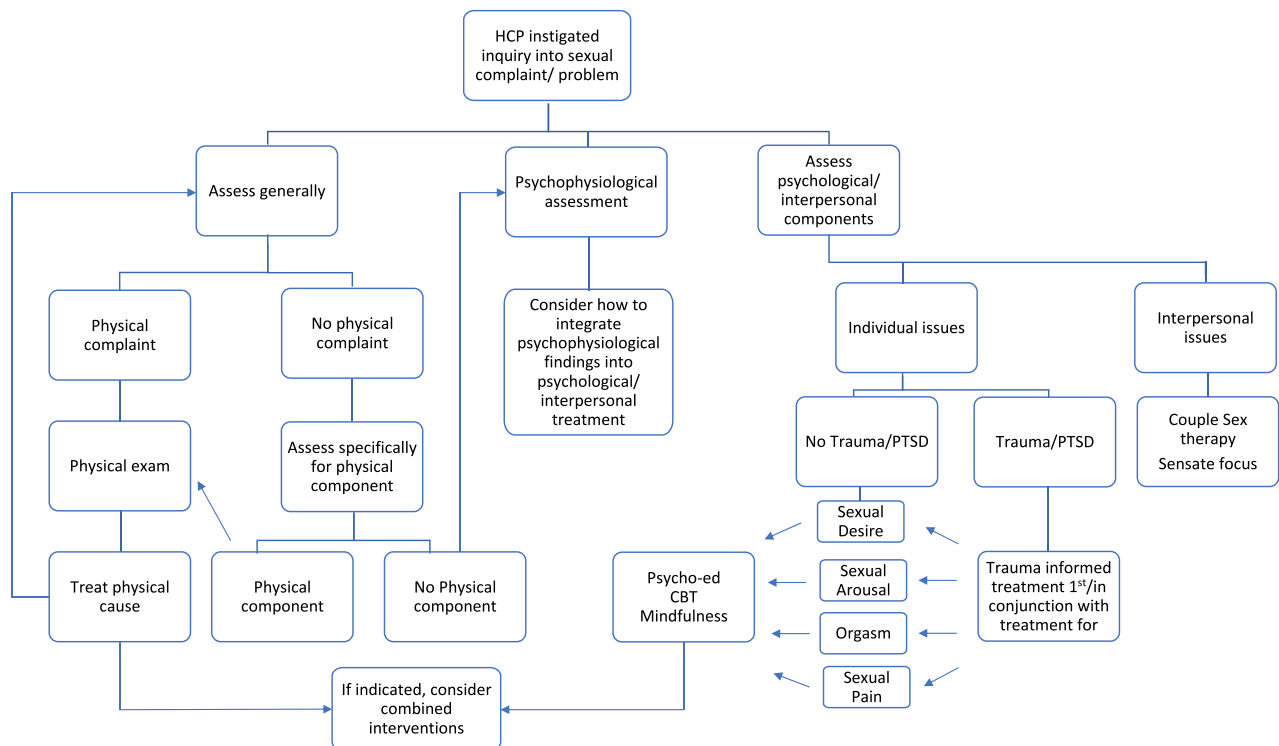 HCP instigated
inquiry into sexual
complaint/ problem
Assess generally
Psychophysiological
assessment
Assess
psychological/
interpersonal
components
Physical
complaint
No physical
complaint
Consider how to
integrate
psychophysiological
findings into
psychological/
interpersonal
treatment
Individual issues
Interpersonal
issues
Physical exam
Assess specifically
for physical
component
No Trauma/PTSD
Trauma/PTSD
Couple Sex
therapy
Sensate focus
Treat physical
cause
Physical
component
No Physical
component
Psycho-ed
CBT
Mindfulness
Sexual
Desire
Sexual
Arousal
Orgasm
Sexual
Pain
Trauma informed
treatment 1st/in
conjunction with
treatment for
If indicated, consider
combined
interventions